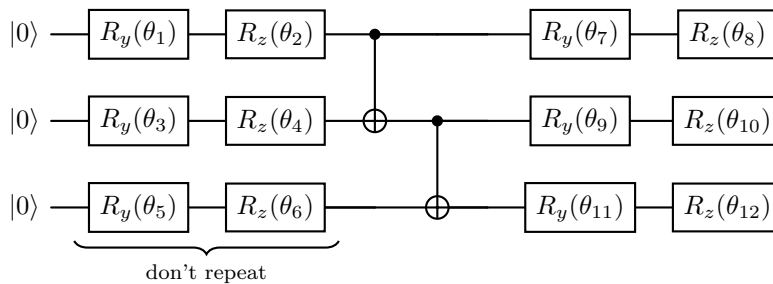 |0⟩ R_y(θ_1) R_z(θ_2) R_y(θ_7) R_z(θ_8)
|0⟩ R_y(θ_3) R_z(θ_4) R_y(θ_9) R_z(θ_10)
|0⟩ R_y(θ_5) R_z(θ_6) R_y(θ_11) R_z(θ_12)
don't repeat